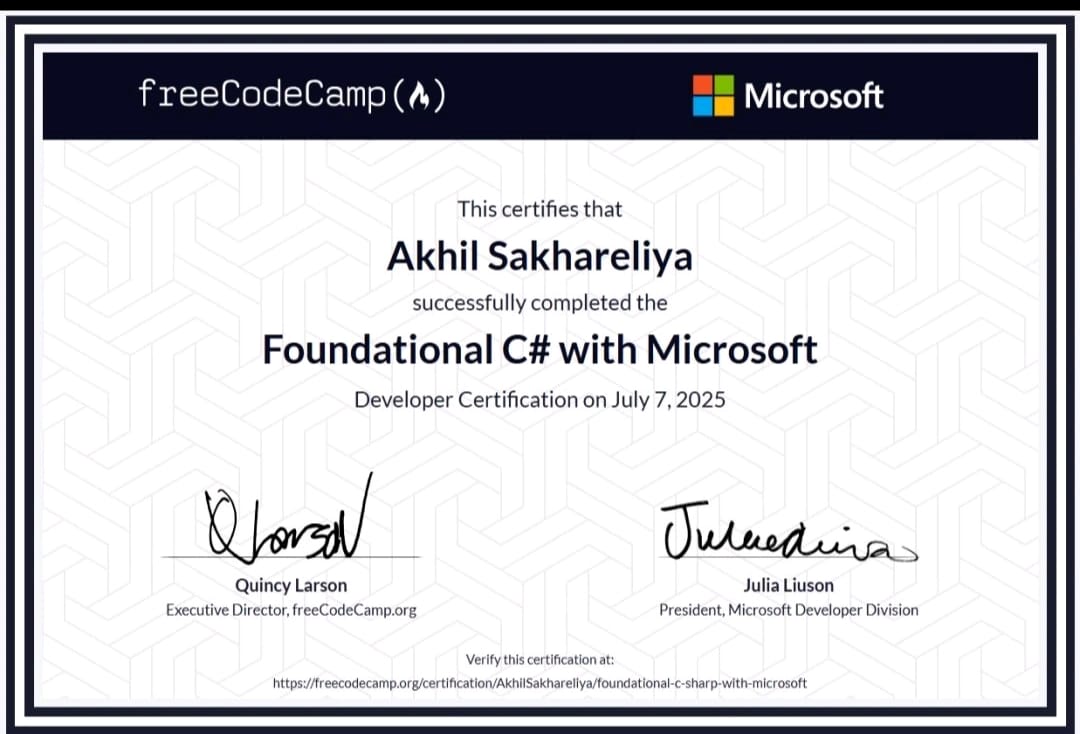 freeCodeCamp(🔥)
Microsoft
This certifies that
Akhil Sakhareliya
successfully completed the
Foundational C# with Microsoft
Developer Certification on July 7, 2025
QLarson
Quincy Larson
Executive Director, freeCodeCamp.org
Julia Liuson
President, Microsoft Developer Division
Verify this certification at:
https://freecodecamp.org/certification/AkhilSakhareliya/foundational-c-sharp-with-microsoft